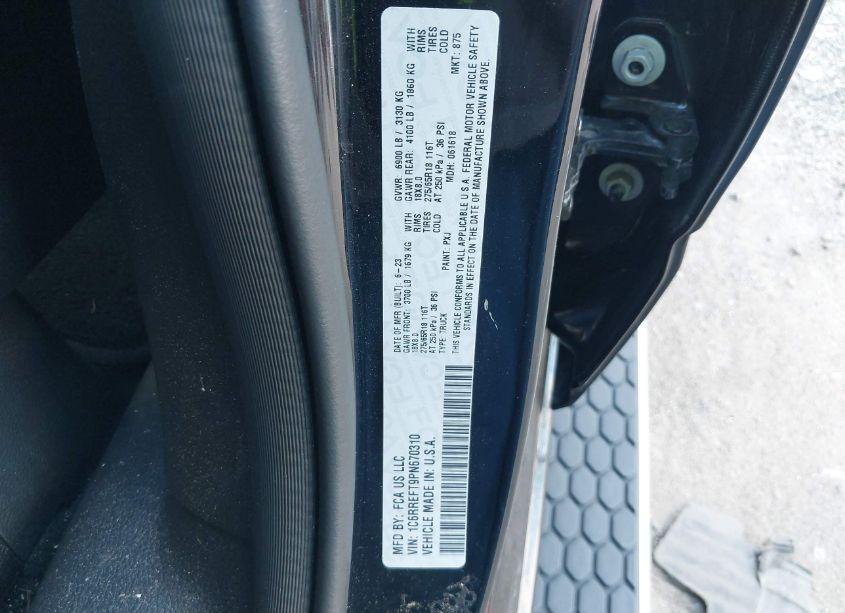 MFD BY: FCA US LLC
VIN: 1C6RREFT9PN670310
VEHICLE MADE IN: U.S.A.
DATE OF MFR (BUILT): 6-23
GAWR FRONT: 3700 LB / 1679 KG WITH
18X8.0 RIMS
275/65R18 116T TIRES
AT 250 kPa / 36 PSI COLD
TYPE: TRUCK PAINT: PXJ
GVWR: 6900 LB / 3130 KG
GAWR REAR: 4100 LB / 1860 KG WITH
18X8.0 RIMS
275/65R18 116T TIRES
AT 250 kPa / 36 PSI COLD
MDH: 061618 MKT: 875
THIS VEHICLE CONFORMS TO ALL APPLICABLE U.S.A. FEDERAL MOTOR VEHICLE SAFETY
STANDARDS IN EFFECT ON THE DATE OF MANUFACTURE SHOWN ABOVE.